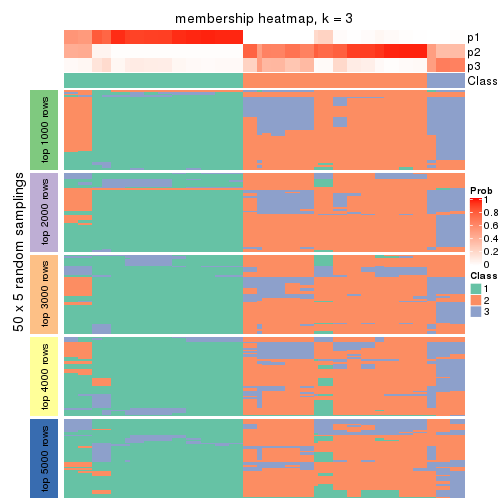 membership heatmap, k = 3
p1
p2
p3
Class
50 x 5 random samplings
top 1000 rows
top 2000 rows
top 3000 rows
top 4000 rows
top 5000 rows
Prob
1
0.8
0.6
0.4
0.2
0
Class
1
2
3